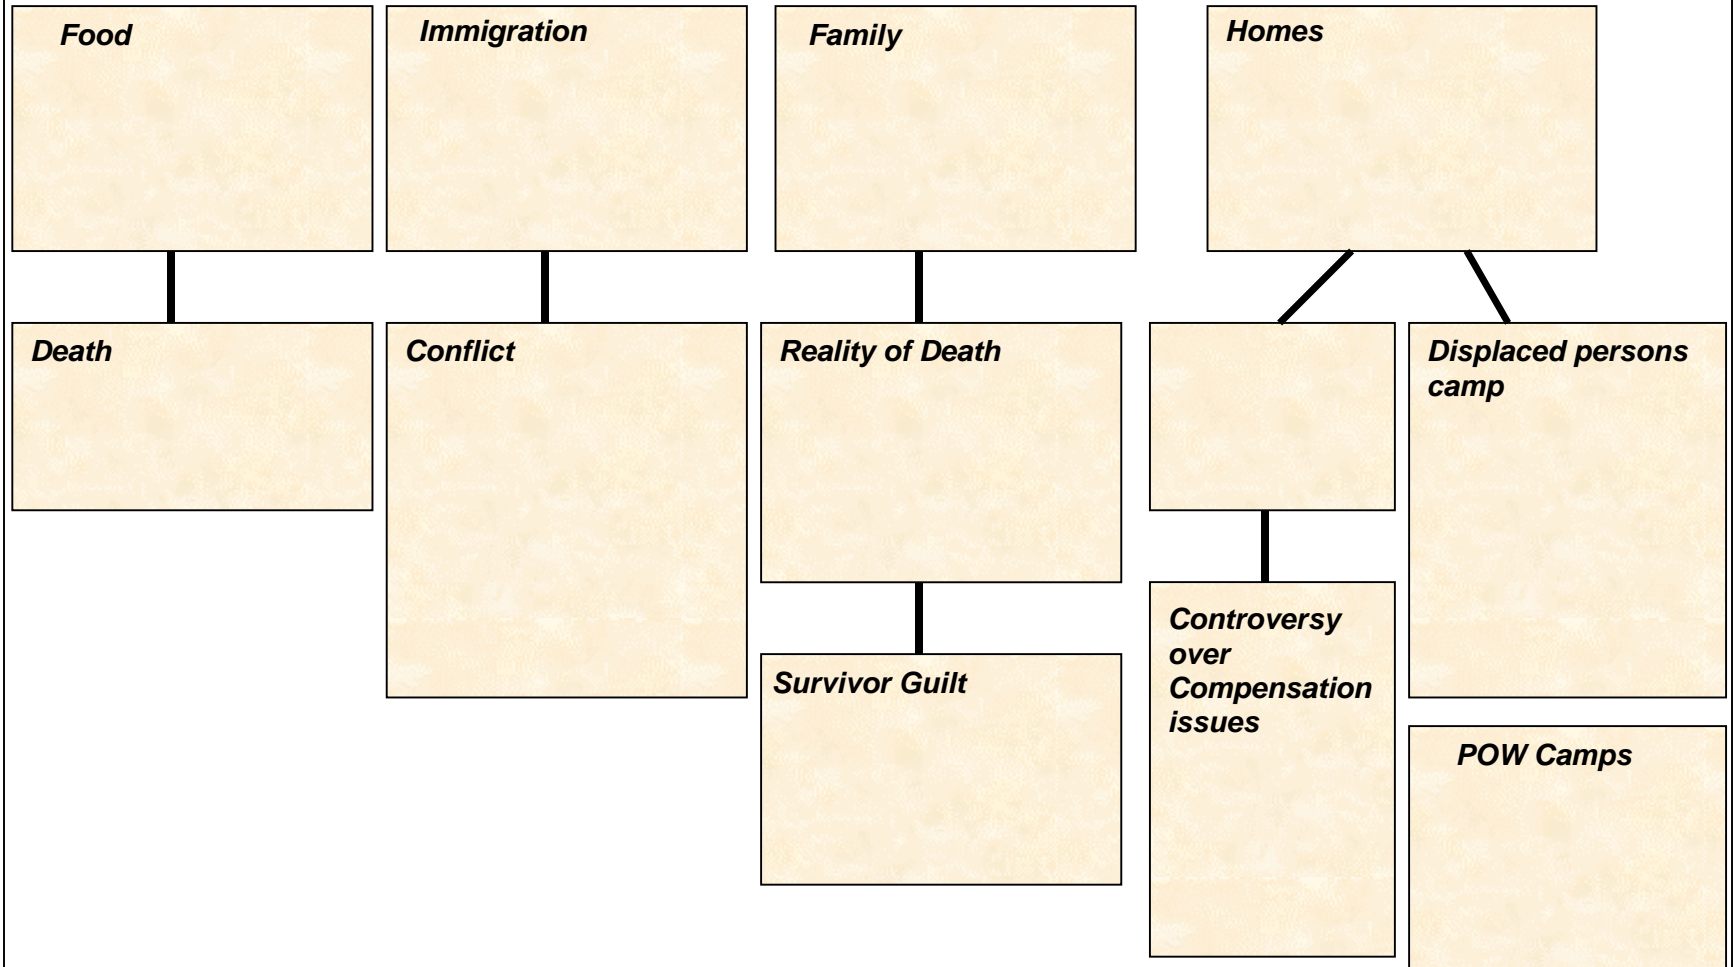 Food
Immigration
Family
Homes
Death
Conflict
Reality of Death
Displaced persons
camp
Controversy
over
Compensation
issues
Survivor Guilt
POW Camps